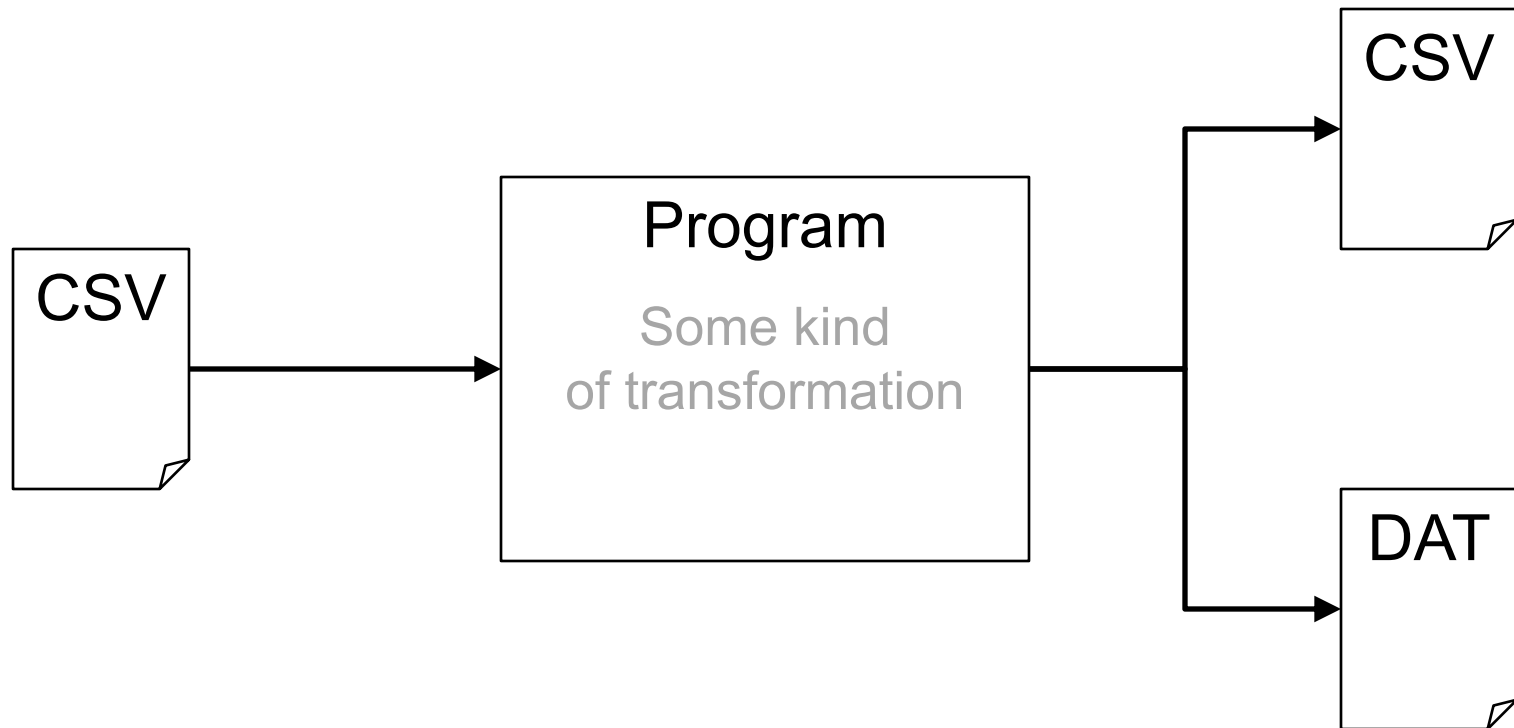 CSV
Program
Some kind
of transformation
CSV
DAT